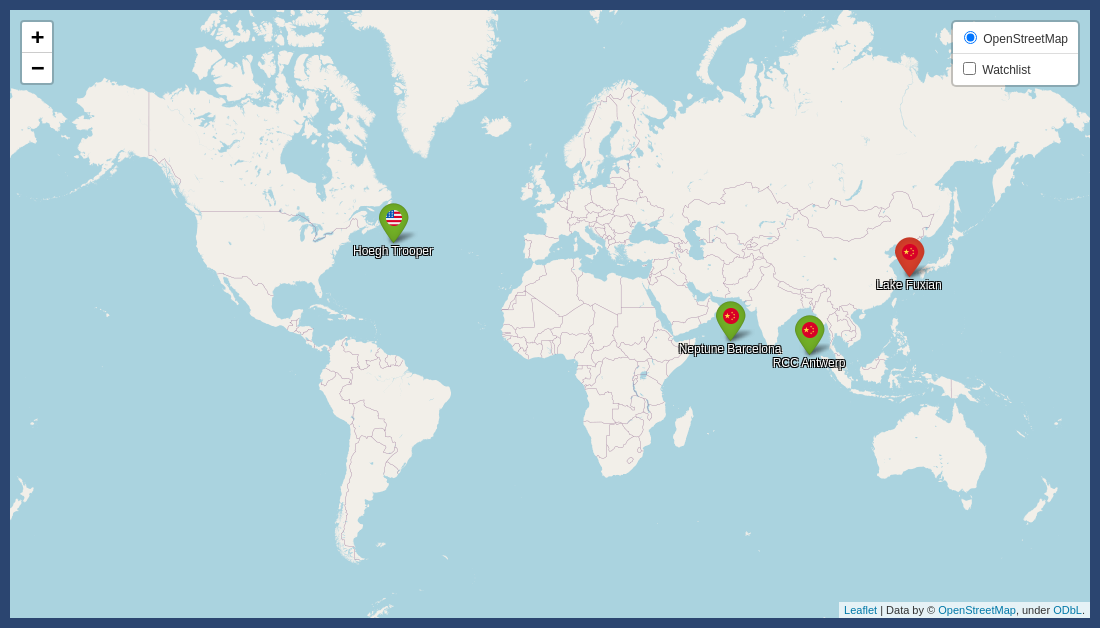 +
−
OpenStreetMap
Watchlist
Hoegh Trooper
Lake Fuxian
Neptune Barcelona
RCC Antwerp
Leaflet | Data by © OpenStreetMap, under ODbL.